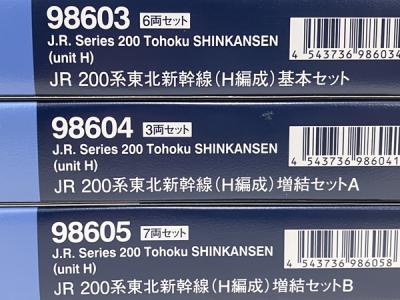 98603 6両セット
J.R. Series 200 Tohoku SHINKANSEN
(unit H)
JR 200系東北新幹線(H編成)基本セット
4 543736 986034
98604 3両セット
J.R. Series 200 Tohoku SHINKANSEN
(unit H)
JR 200系東北新幹線(H編成)増結セットA
4 543736 986041
98605 7両セット
J.R. Series 200 Tohoku SHINKANSEN
(unit H)
JR 200系東北新幹線(H編成)増結セットB
4 543736 986058